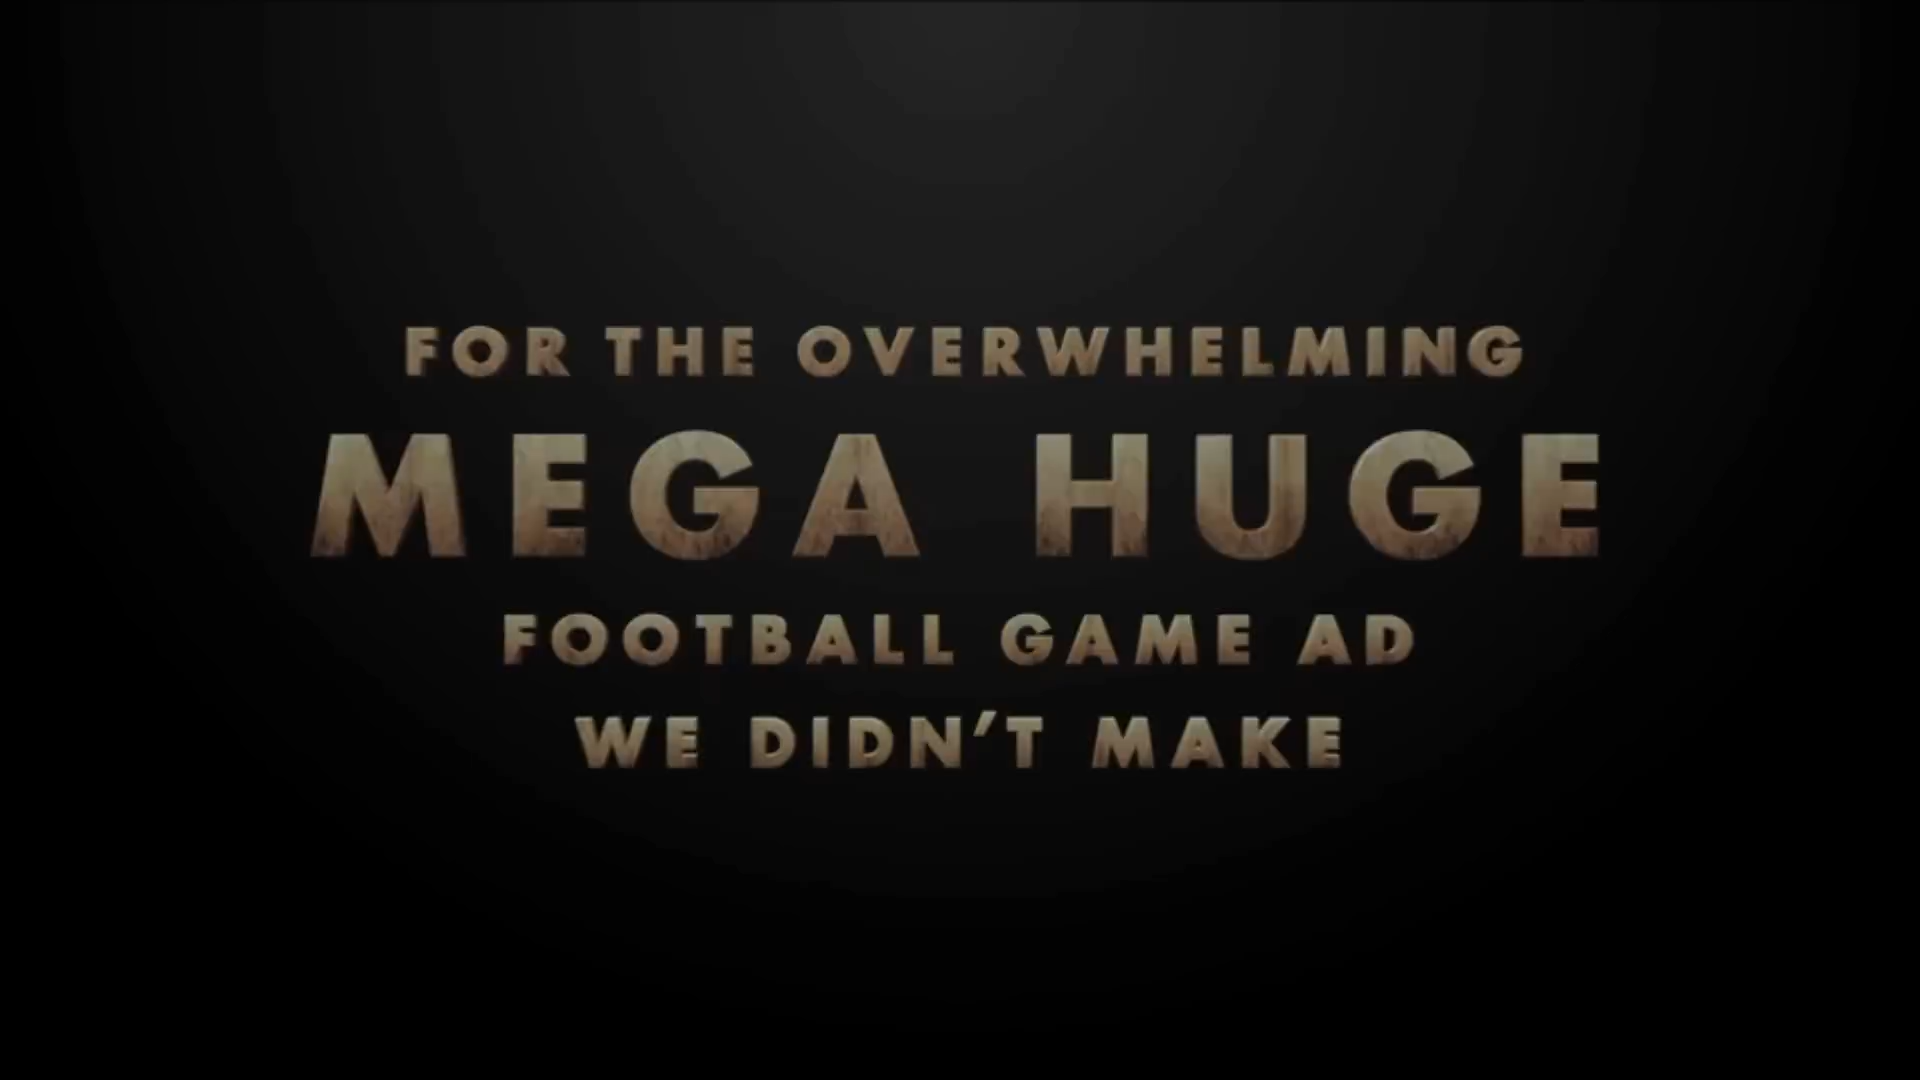 FOR THE OVERWHELMING
MEGA HUGE
FOOTBALL GAME AD
WE DIDN'T MAKE